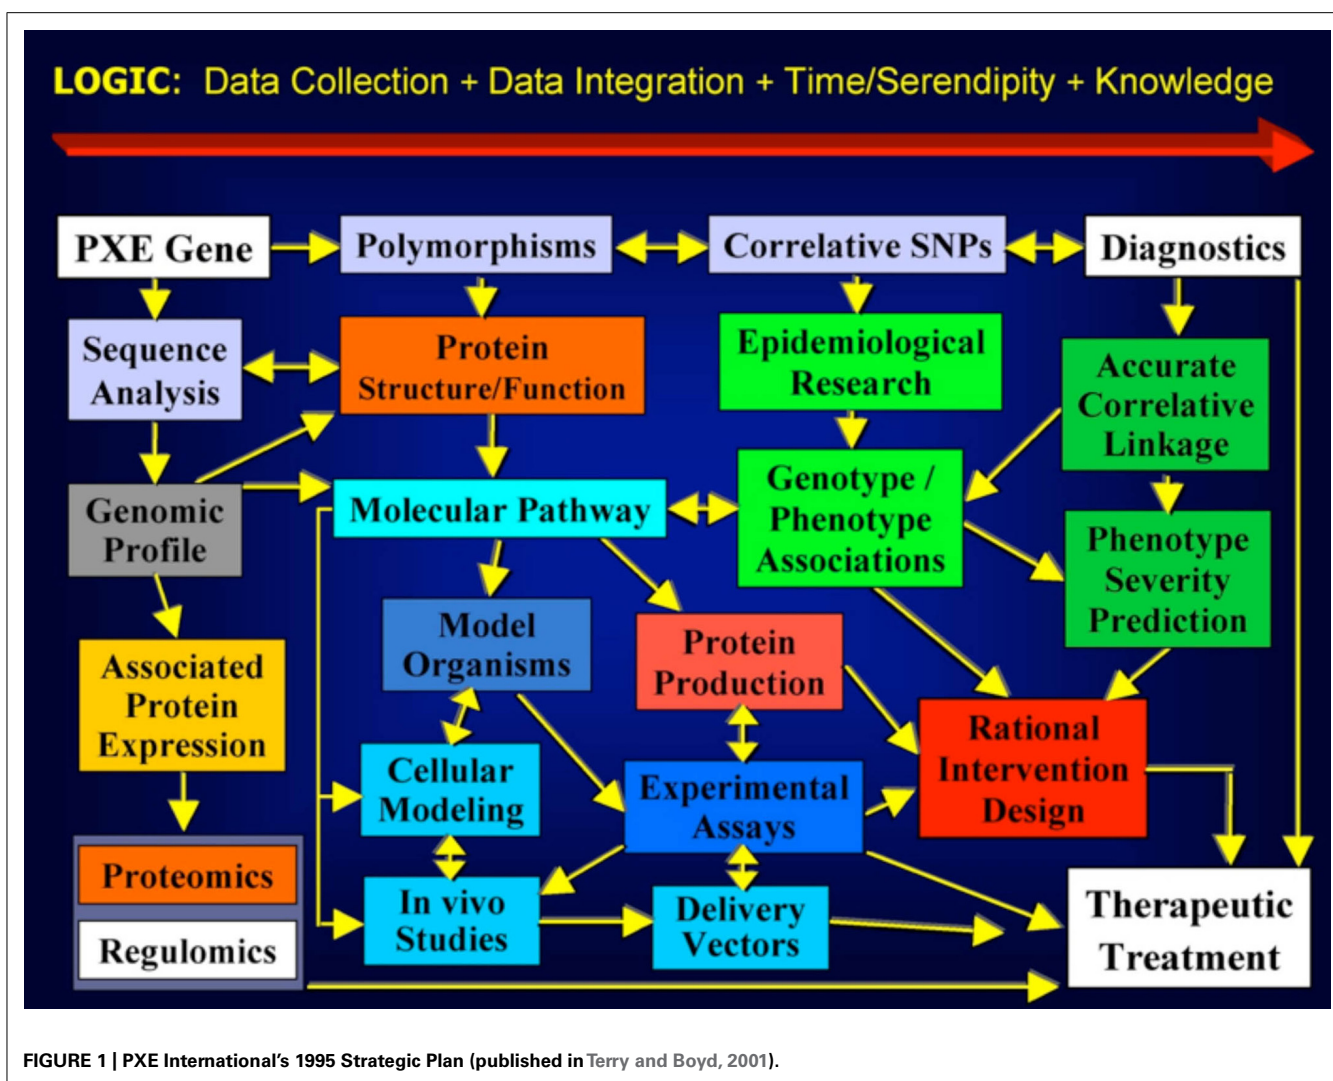 LOGIC: Data Collection + Data Integration + Time/Serendipity + Knowledge
PXE Gene
Polymorphisms
Correlative SNPs
Diagnostics
Sequence
Analysis
Protein
Structure/Function
Epidemiological
Research
Accurate
Correlative
Linkage
Genomic
Profile
Molecular Pathway
Genotype /
Phenotype
Associations
Phenotype
Severity
Prediction
Associated
Protein
Expression
Model
Organisms
Protein
Production
Rational
Intervention
Design
Cellular
Modeling
Experimental
Assays
Proteomics
Regulomics
In vivo
Studies
Delivery
Vectors
Therapeutic
Treatment
FIGURE 1 | PXE International's 1995 Strategic Plan (published in Terry and Boyd, 2001).